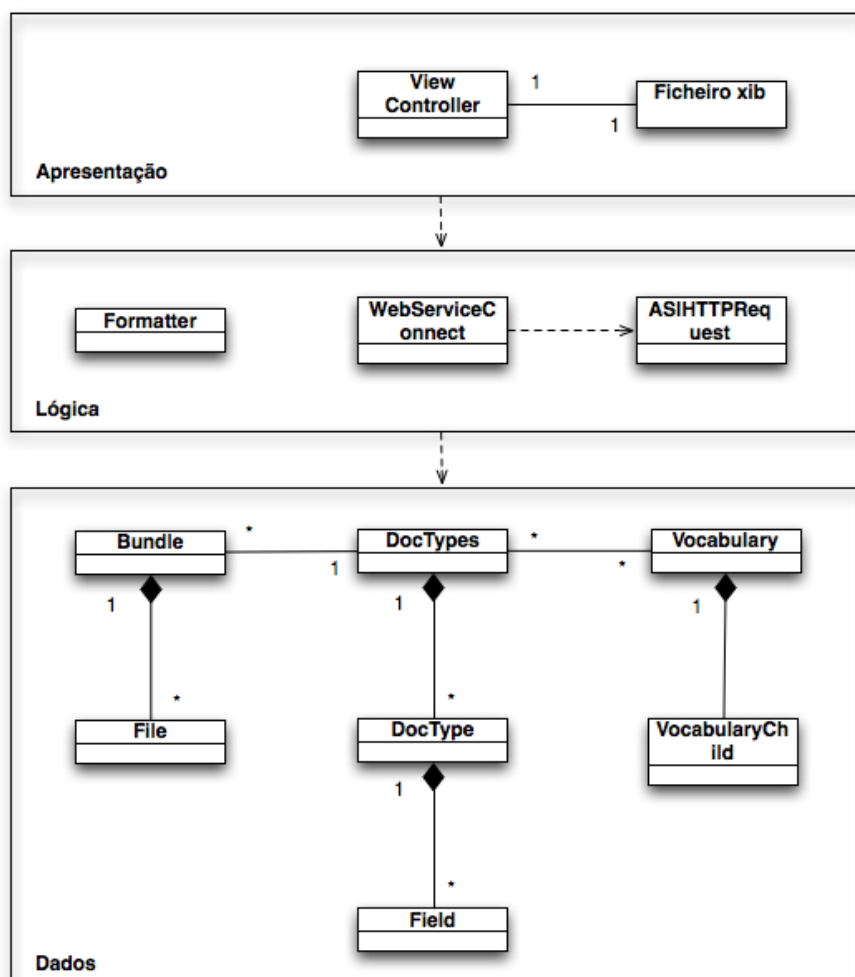 View
Controller
1
1
Ficheiro xib
Apresentação
Formatter
WebServiceC
onnect
ASIHTTPReq
uest
Lógica
Bundle
*
1
DocTypes
*
*
Vocabulary
1
1
1
*
*
File
DocType
VocabularyCh
ild
1
*
Field
Dados